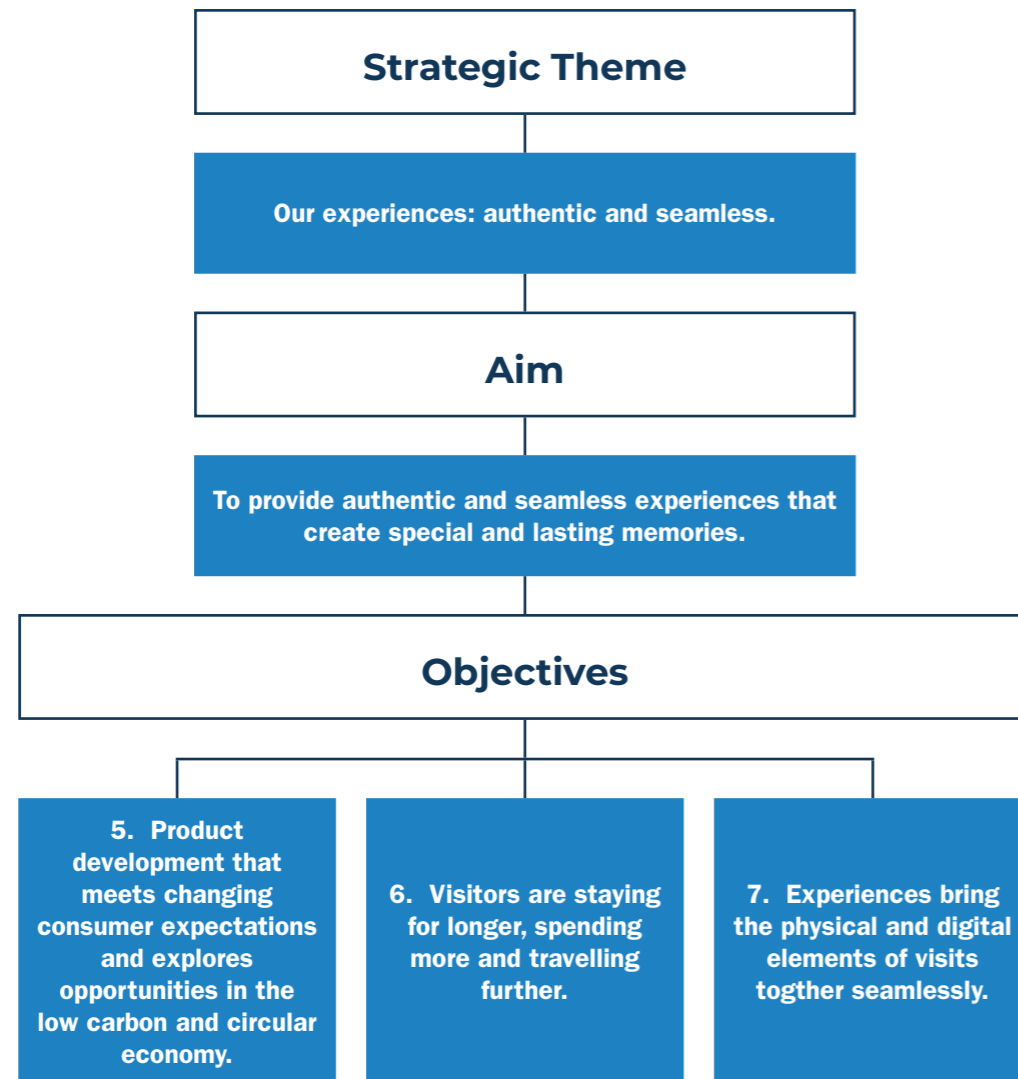 Strategic Theme
Our experiences: authentic and seamless.
Aim
To provide authentic and seamless experiences that
create special and lasting memories.
Objectives
5. Product
development that
meets changing
consumer expectations
and explores
opportunities in the
low carbon and circular
economy.
6. Visitors are staying
for longer, spending
more and travelling
further.
7. Experiences bring
the physical and digital
elements of visits
togther seamlessly.